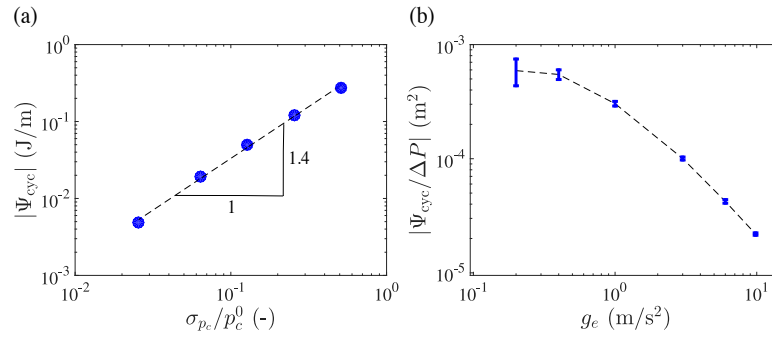 (a)
(b)
10^0
10^-1
10^-2
10^-3
|Ψ_cyc| (J/m)
1.4
1
10^-2
10^-1
10^0
σ_{p_c}/p_c^0 (-)
10^-3
10^-4
10^-5
|Ψ_cyc/ΔP| (m^2)
10^-1
10^0
10^1
g_e (m/s^2)